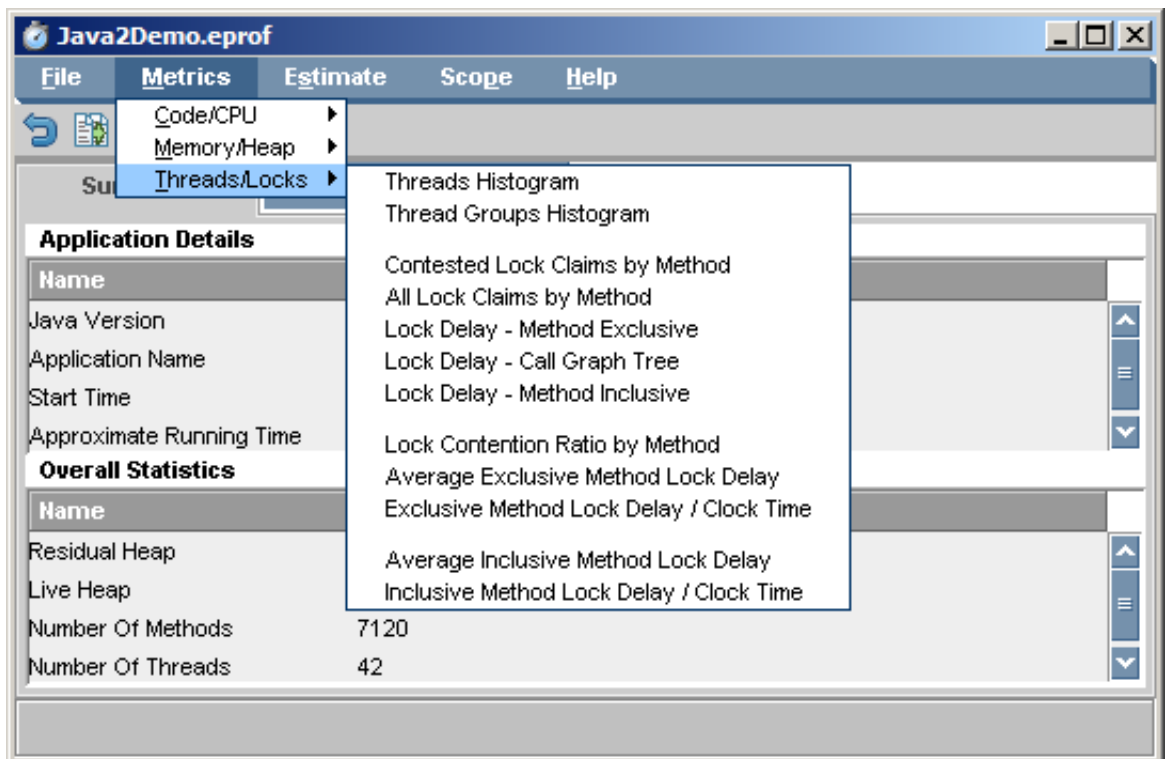 Java2Demo.eprof
File Metrics Estimate Scope Help
Code/CPU
Memory/Heap
Threads/Locks
Threads Histogram
Thread Groups Histogram
Contested Lock Claims by Method
All Lock Claims by Method
Lock Delay - Method Exclusive
Lock Delay - Call Graph Tree
Lock Delay - Method Inclusive
Lock Contention Ratio by Method
Average Exclusive Method Lock Delay
Exclusive Method Lock Delay / Clock Time
Average Inclusive Method Lock Delay
Inclusive Method Lock Delay / Clock Time
Su
Application Details
Name
Java Version
Application Name
Start Time
Approximate Running Time
Overall Statistics
Name
Residual Heap
Live Heap
Number Of Methods 7120
Number Of Threads 42